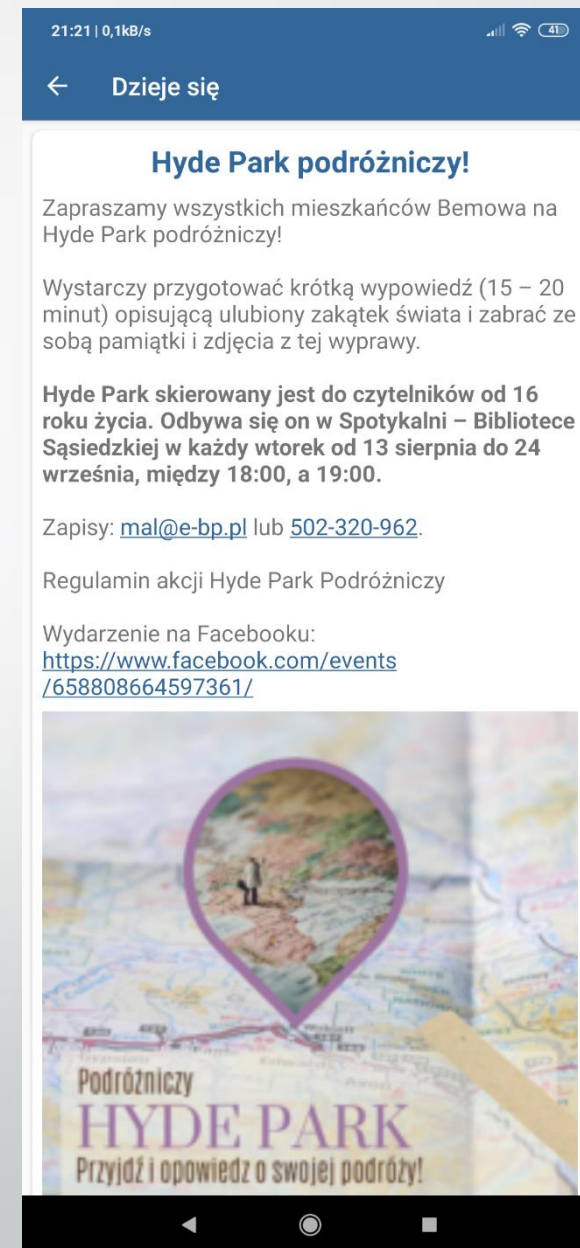 21:21 | 0,1kB/s
41
Dzieje się
Hyde Park podróżniczy!
Zapraszamy wszystkich mieszkańców Bemowa na
Hyde Park podróżniczy!
Wystarczy przygotować krótką wypowiedź (15 – 20
minut) opisującą ulubiony zakątek świata i zabrać ze
sobą pamiątki i zdjęcia z tej wyprawy.
Hyde Park skierowany jest do czytelników od 16
roku życia. Odbywa się on w Spotykalni – Bibliotece
Sąsiedzkiej w każdy wtorek od 13 sierpnia do 24
września, między 18:00, a 19:00.
Zapisy: mal@e-bp.pl lub 502-320-962.
Regulamin akcji Hyde Park Podróżniczy
Wydarzenie na Facebooku:
https://www.facebook.com/events
/658808664597361/
Podróżniczy
HYDE PARK
Przyjdź i opowiedz o swojej podróży!